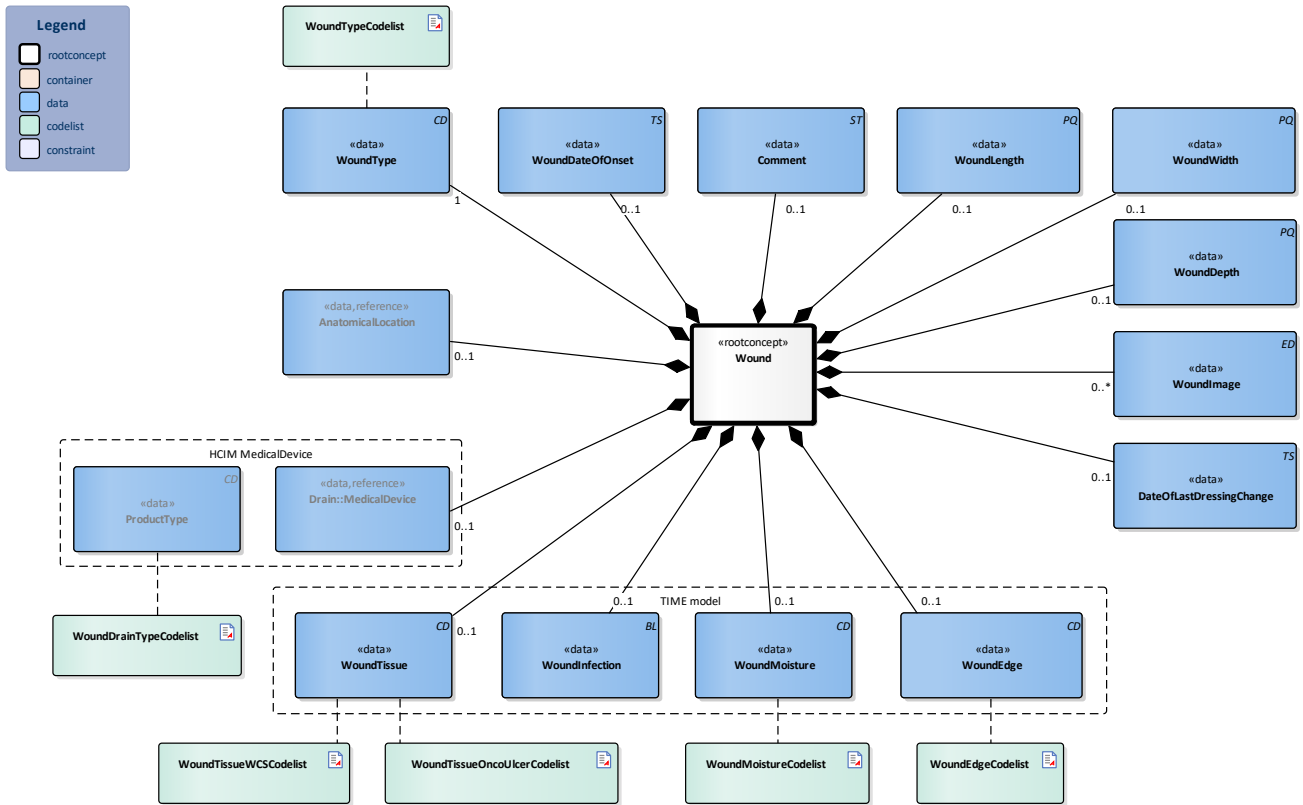 Legend
rootconcept
container
data
codelist
constraint
WoundTypeCodelist
CD
«data»
WoundType
1
TS
«data»
WoundDateOfOnset
0..1
ST
«data»
Comment
0..1
PQ
«data»
WoundLength
0..1
PQ
«data»
WoundWidth
0..1
PQ
«data»
WoundDepth
0..1
«data,reference»
AnatomicalLocation
0..1
«rootconcept»
Wound
ED
«data»
WoundImage
0..*
TS
«data»
DateOfLastDressingChange
0..1
HCIM MedicalDevice
CD
«data»
ProductType
«data,reference»
Drain::MedicalDevice
0..1
WoundDrainTypeCodelist
TIME model
CD
«data»
WoundTissue
0..1
BL
«data»
WoundInfection
0..1
CD
«data»
WoundMoisture
0..1
CD
«data»
WoundEdge
0..1
WoundTissueWCSCodelist
WoundTissueOncoUlcerCodelist
WoundMoistureCodelist
WoundEdgeCodelist